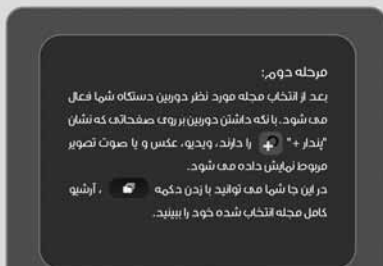 مرحله دوم:
بعد از انتخاب مجله مورد نظر دوربین دستگاه شما فعال
می شود. با نگه داشتن دوربین بر روی صفحاتی که نشان
"پندار +" را دارند، ویدیو، عکس و یا صوت تصویر
مربوط نمایش داده می شود.
در این جا شما می توانید با زدن دکمه ، آرشیو
کامل مجله انتخاب شده خود را ببینید.